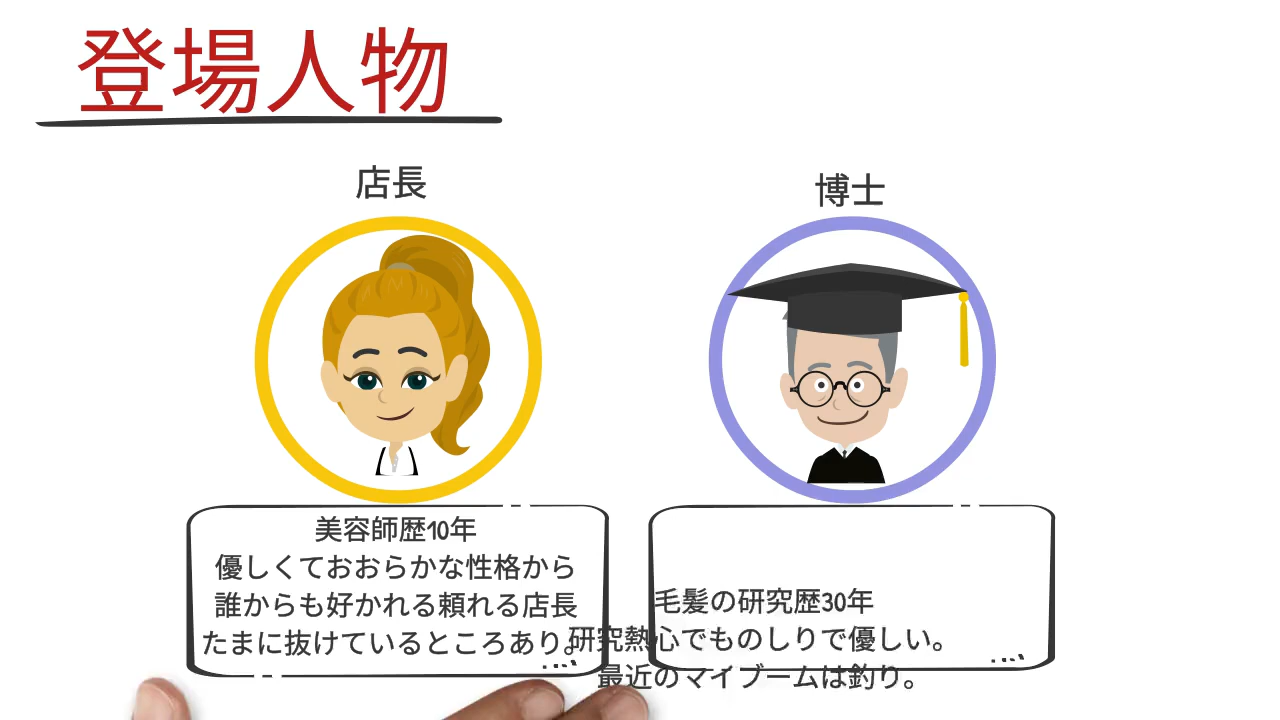 登場人物
店長
美容師歴10年
優しくておおらかな性格から
誰からも好かれる頼れる店長
たまに抜けているところあり。
博士
毛髪の研究歴30年
研究熱心でものしりで優しい。
最近のマイブームは釣り。